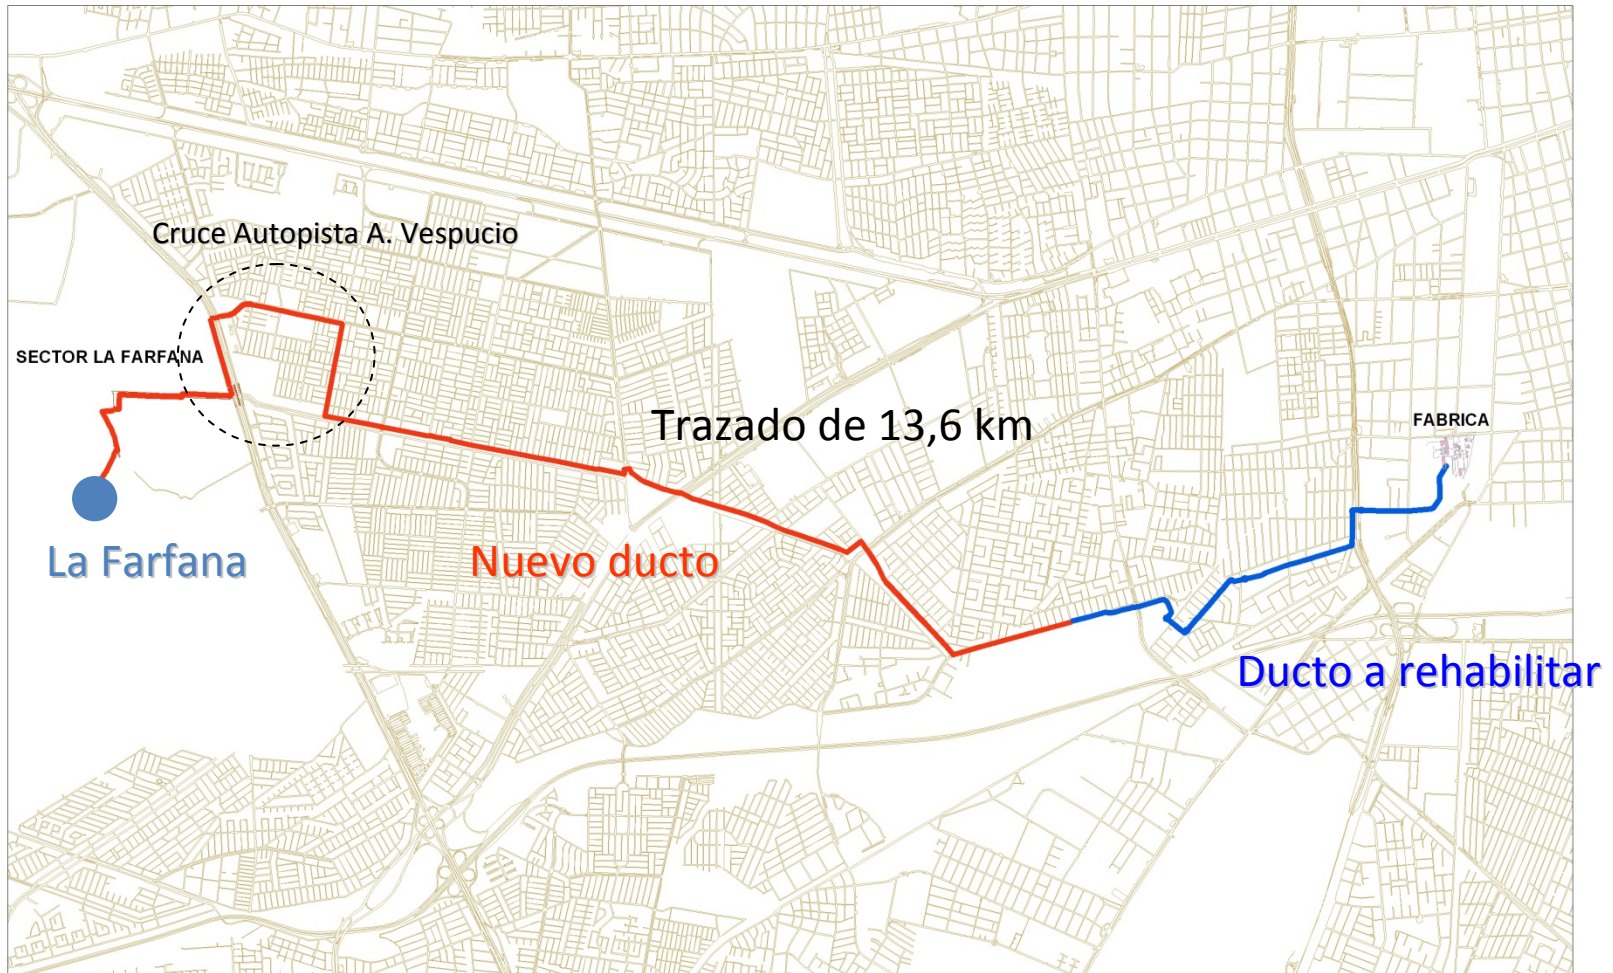 Cruce Autopista A. Vespucio
SECTOR LA FARFANA
Trazado de 13,6 km
FABRICA
La Farfana
Nuevo ducto
Ducto a rehabilitar